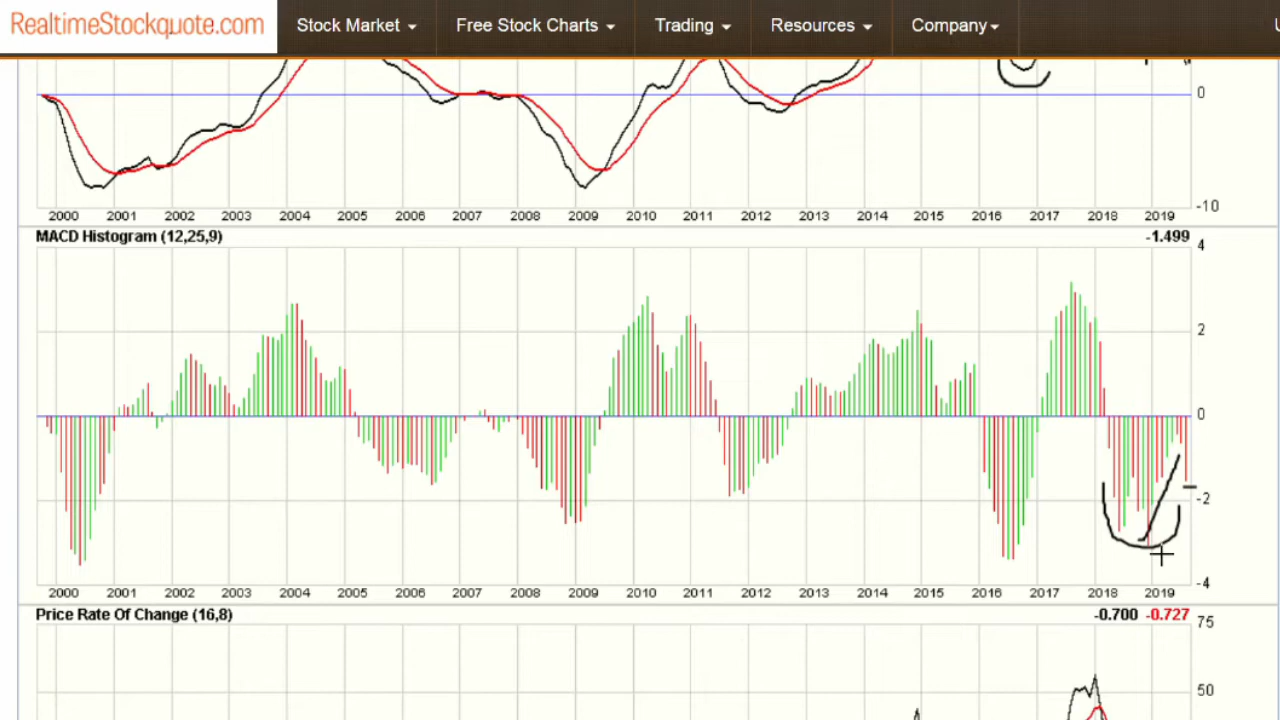 RealtimeStockquote.com Stock Market Free Stock Charts Trading Resources Company U
0
2000 2001 2002 2003 2004 2005 2006 2007 2008 2009 2010 2011 2012 2013 2014 2015 2016 2017 2018 2019 -10
MACD Histogram (12,25,9) -1.499 4
2
0
-2
-4
2000 2001 2002 2003 2004 2005 2006 2007 2008 2009 2010 2011 2012 2013 2014 2015 2016 2017 2018 2019
Price Rate Of Change (16,8) -0.700 -0.727 75
50